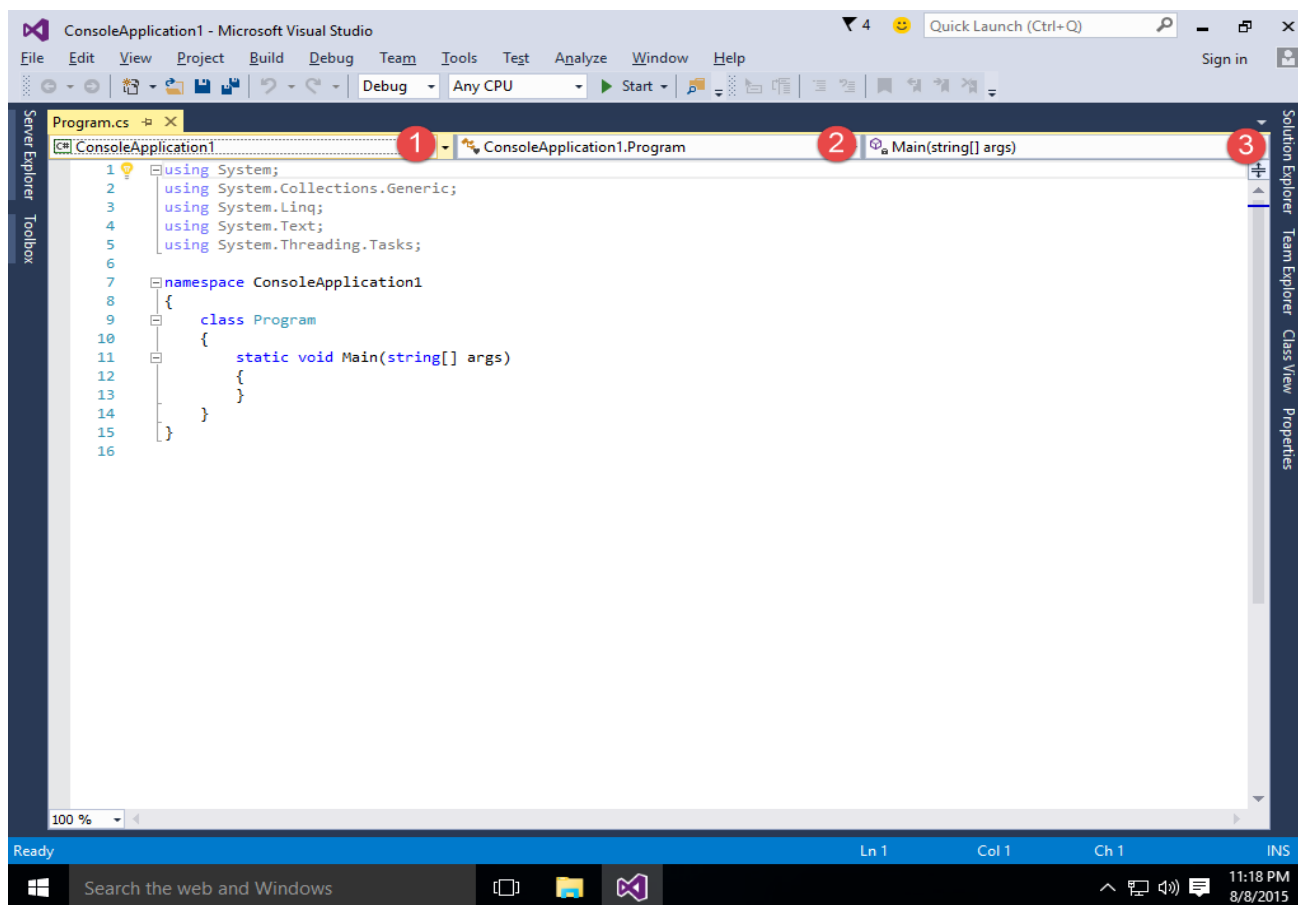 ConsoleApplication1 - Microsoft Visual Studio 4 Quick Launch (Ctrl+Q)
File Edit View Project Build Debug Team Tools Test Analyze Window Help Sign in
Debug Any CPU Start
Server Explorer
Toolbox
Program.cs
ConsoleApplication1 1 ConsoleApplication1.Program 2 Main(string[] args) 3
1 using System;
2 using System.Collections.Generic;
3 using System.Linq;
4 using System.Text;
5 using System.Threading.Tasks;
6
7 namespace ConsoleApplication1
8 {
9 class Program
10 {
11 static void Main(string[] args)
12 {
13 }
14 }
15 }
16
Solution Explorer
Team Explorer
Class View
Properties
100 %
Ready Ln 1 Col 1 Ch 1 INS
Search the web and Windows
11:18 PM
8/8/2015